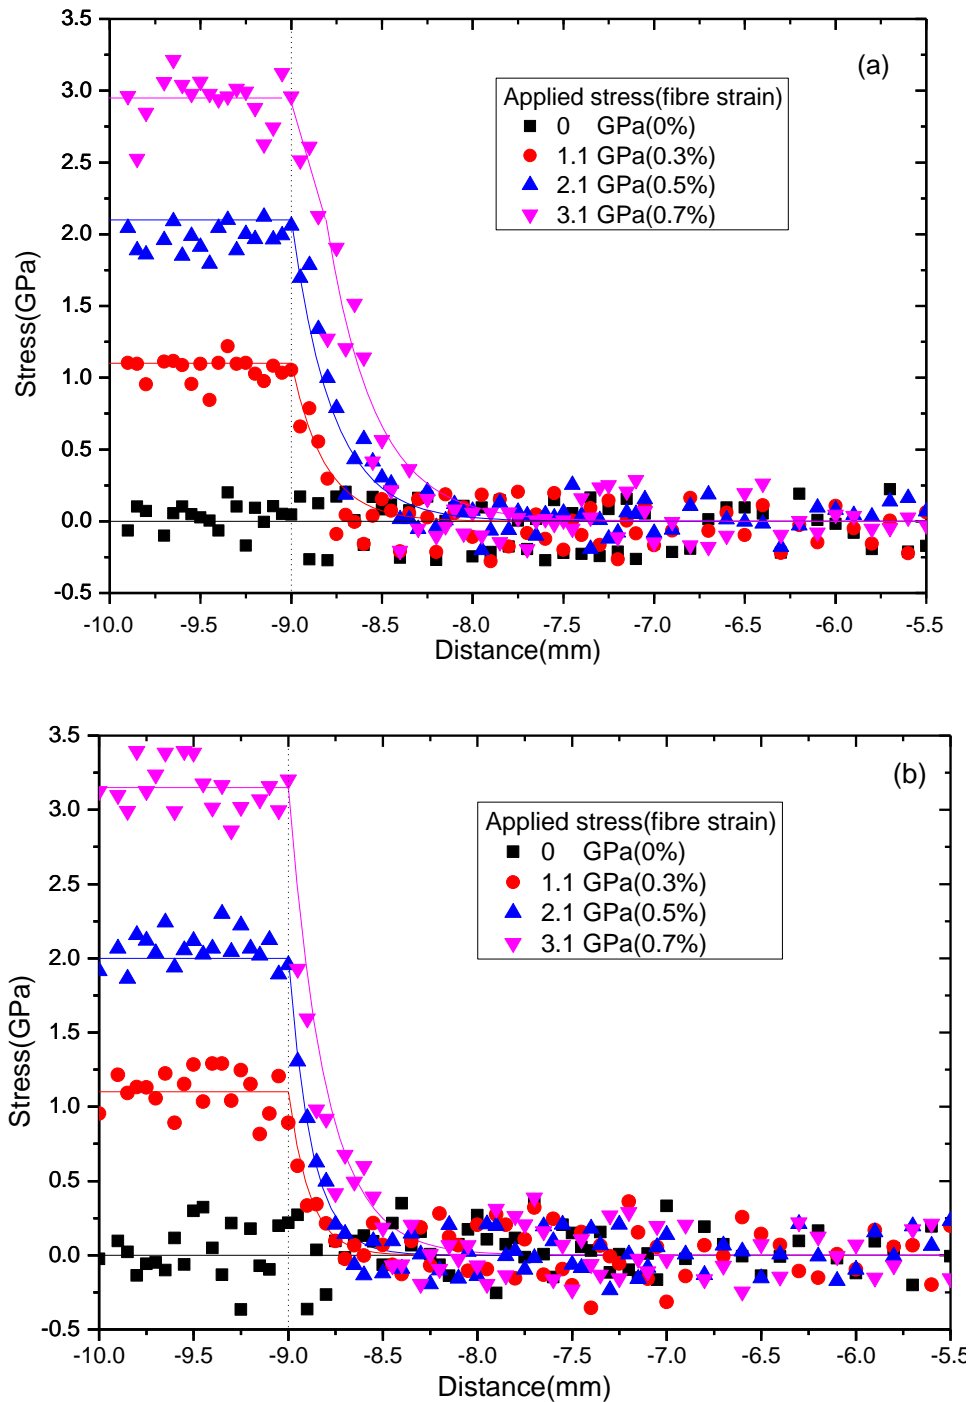 3.5
3.0
2.5
2.0
1.5
1.0
0.5
0.0
-0.5
Stress(GPa)
(a)
Applied stress(fibre strain)
0 GPa(0%)
1.1 GPa(0.3%)
2.1 GPa(0.5%)
3.1 GPa(0.7%)
-10.0 -9.5 -9.0 -8.5 -8.0 -7.5 -7.0 -6.5 -6.0 -5.5
Distance(mm)
3.5
3.0
2.5
2.0
1.5
1.0
0.5
0.0
-0.5
Stress(GPa)
(b)
Applied stress(fibre strain)
0 GPa(0%)
1.1 GPa(0.3%)
2.1 GPa(0.5%)
3.1 GPa(0.7%)
-10.0 -9.5 -9.0 -8.5 -8.0 -7.5 -7.0 -6.5 -6.0 -5.5
Distance(mm)